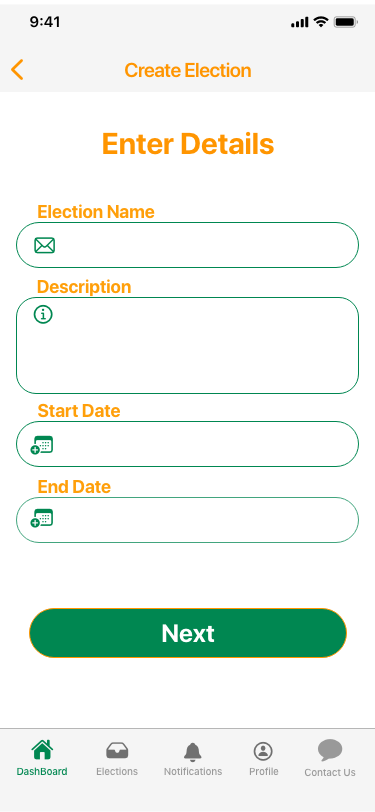 9:41
Create Election
Enter Details
Election Name
Description
Start Date
End Date
Next
DashBoard
Elections
Notifications
Profile
Contact Us